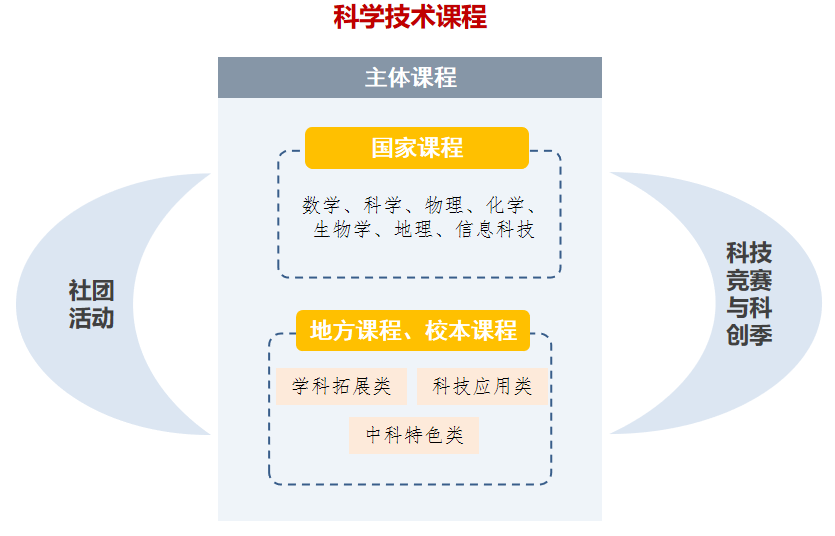 科学技术课程
主体课程
国家课程
数学、科学、物理、化学、
生物学、地理、信息科技
社团
活动
科技
竞赛
与科
创季
地方课程、校本课程
学科拓展类
科技应用类
中科特色类